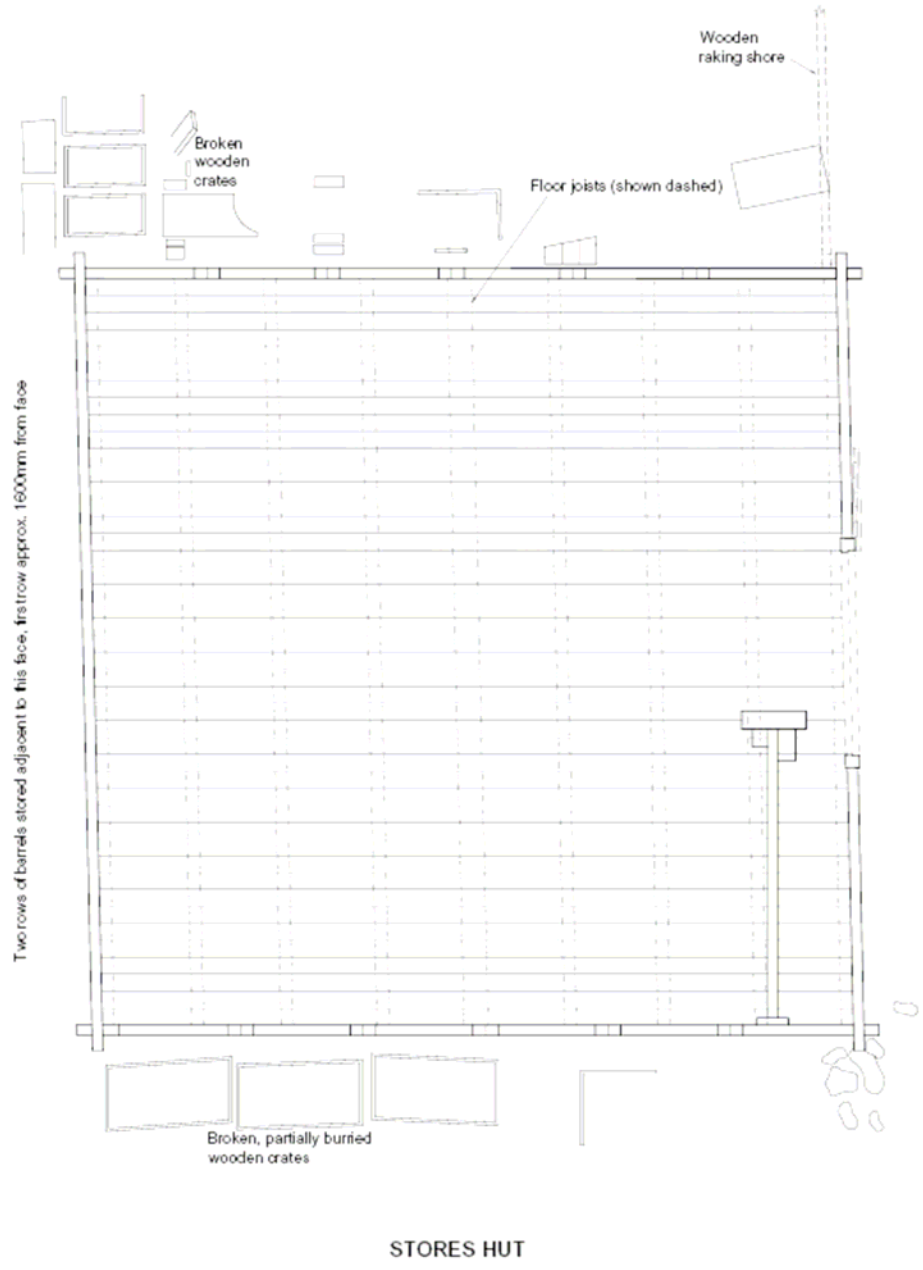 Wooden
raking shore
Broken
wooden
crates
Floor joists (shown dashed)
Two rows of barrels stored adjacent to this face, first row approx. 1600mm from face
Broken, partially burried
wooden crates
STORES HUT